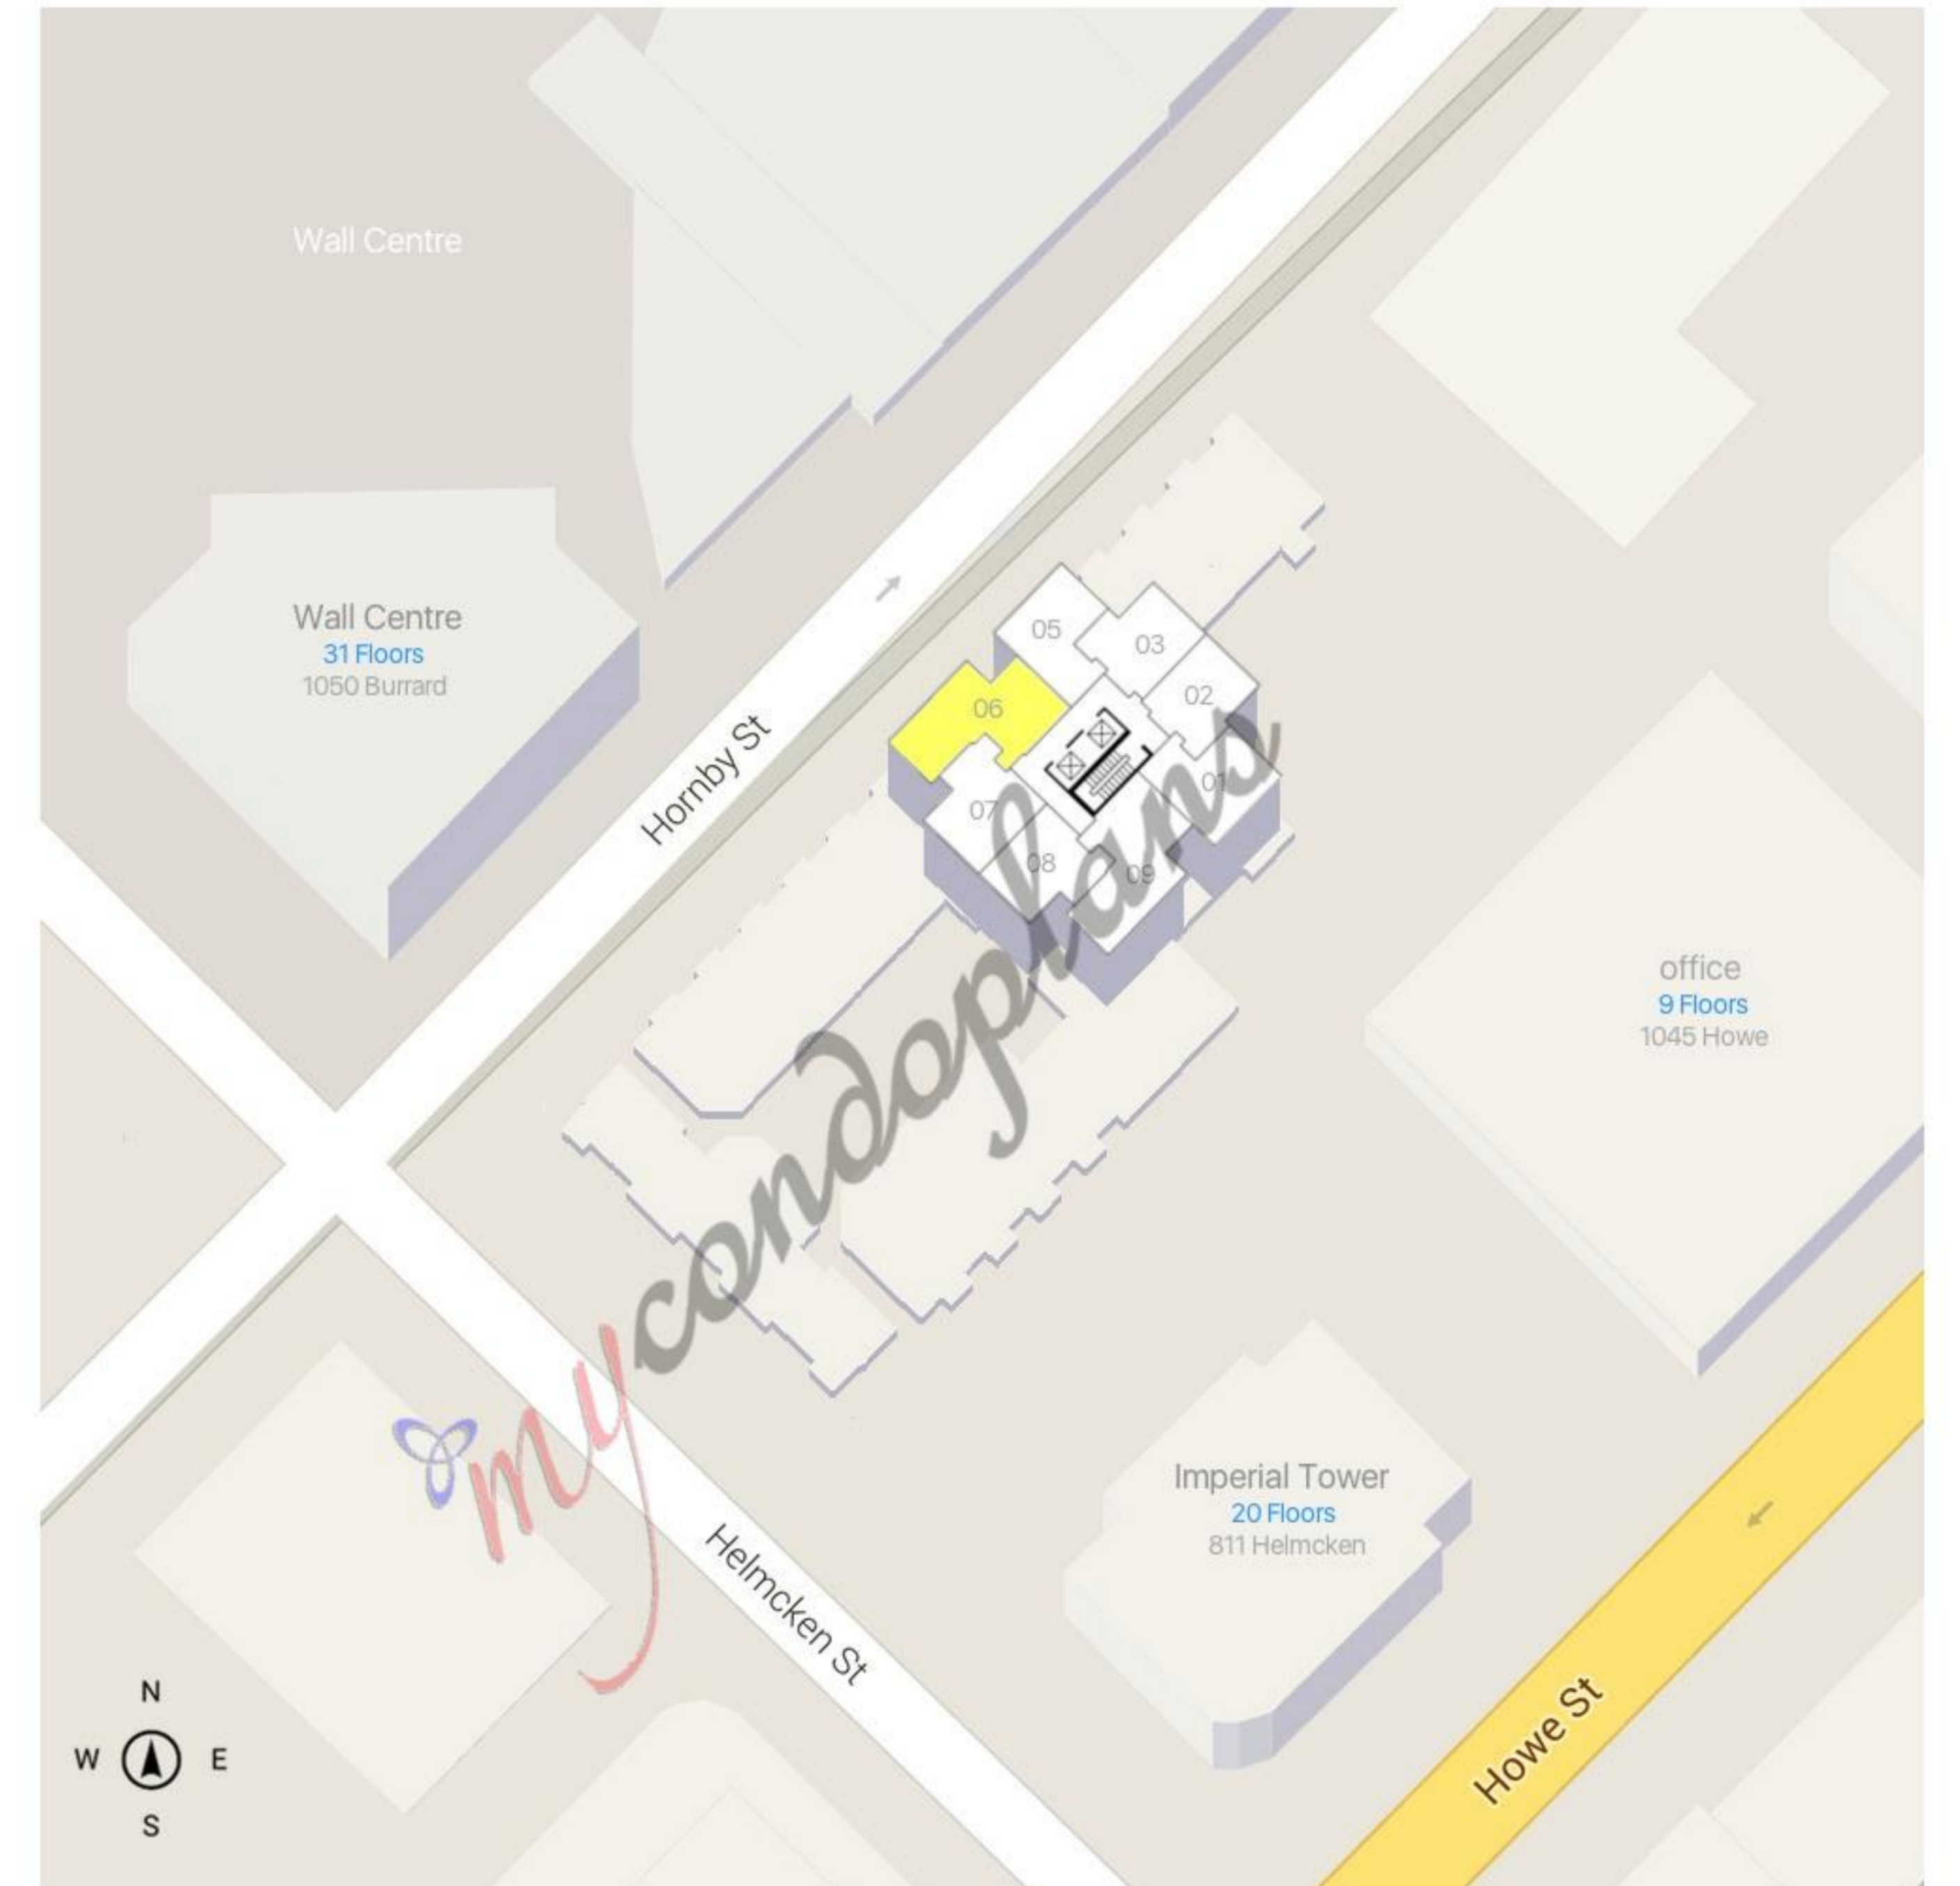 Wall Centre
Wall Centre
31 Floors
1050 Burrard
Hornby St
05
03
02
06
01
07
08
09
office
9 Floors
1045 Howe
mycondoplans
Imperial Tower
20 Floors
811 Helmcken
Helmcken St
Howe St
N
W E
S